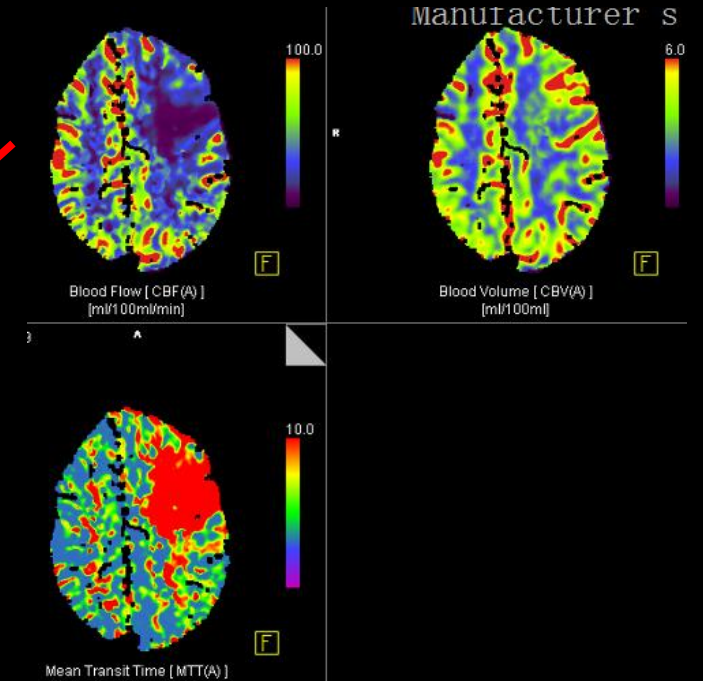 Manufacturer s
100.0
6.0
R
F
F
Blood Flow [ CBF(A) ]
[ml/100ml/min]
Blood Volume [ CBV(A) ]
[ml/100ml]
A
10.0
F
Mean Transit Time [ MTT(A) ]